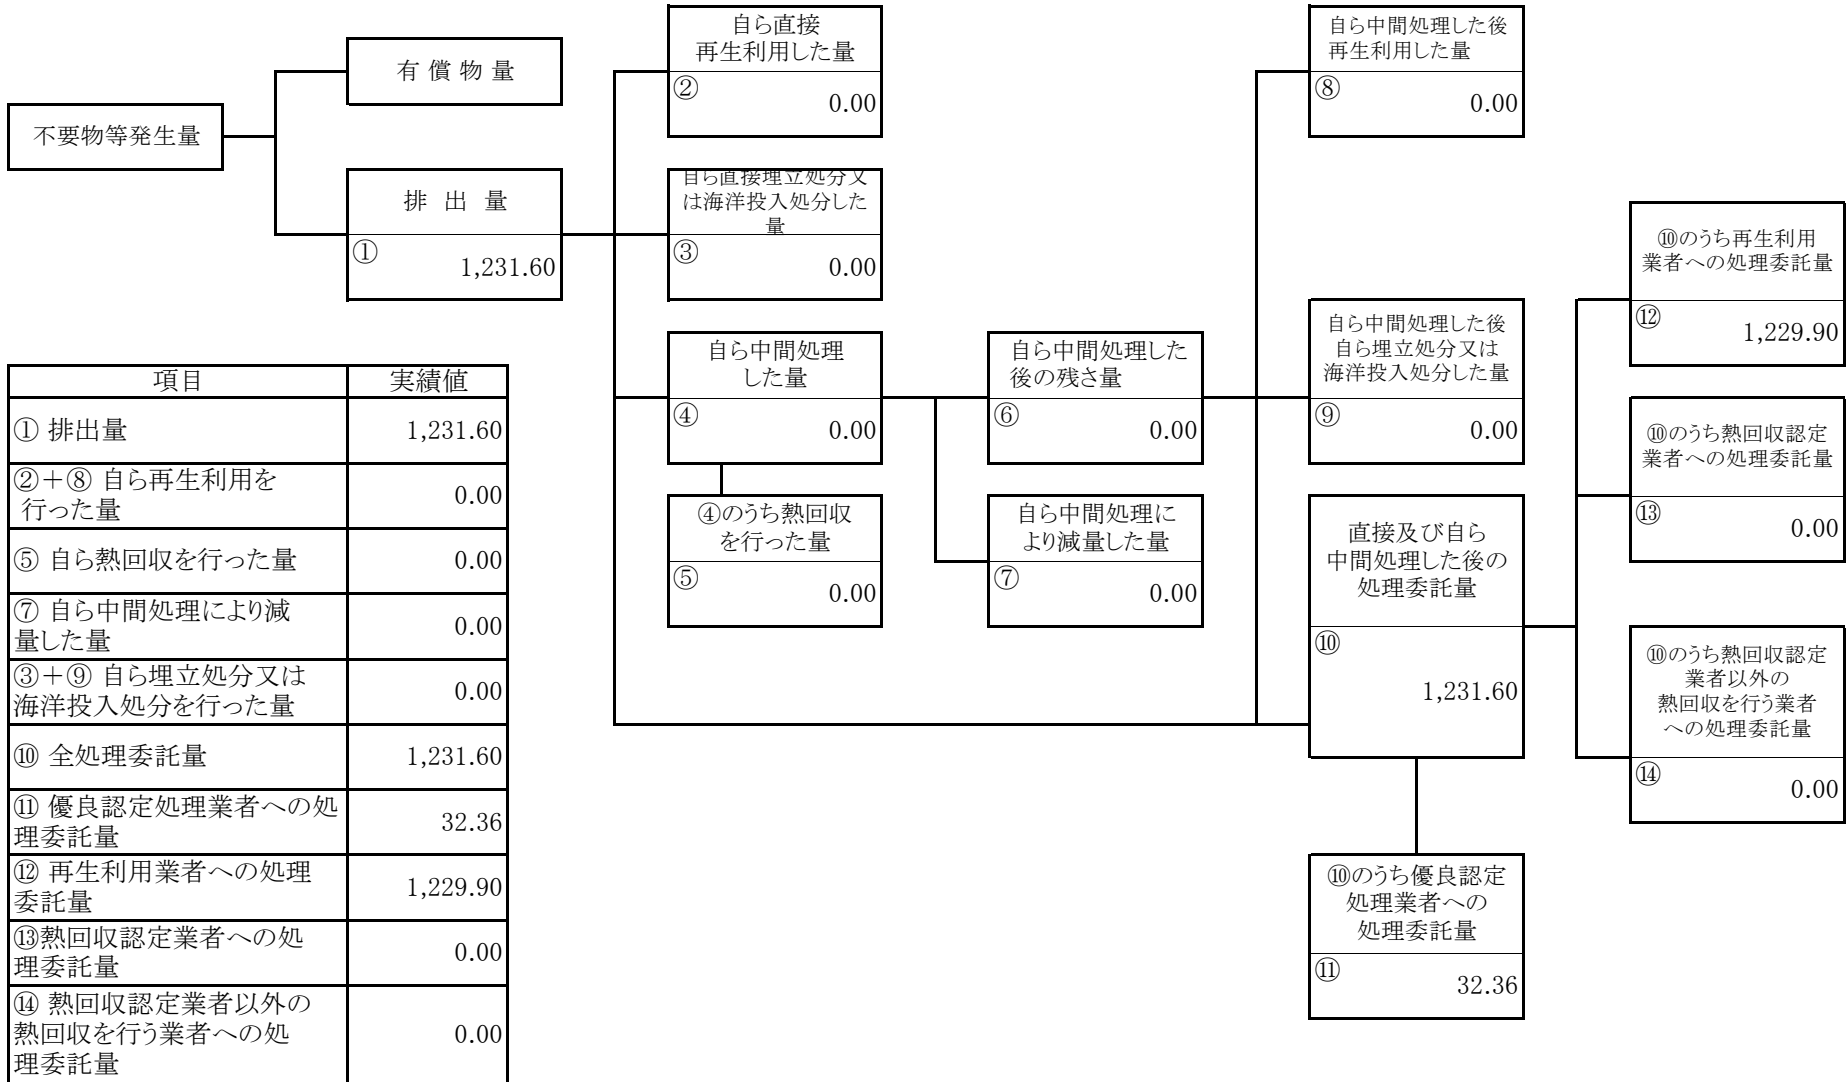 自ら直接
再生利用した量
②
0.00
自ら中間処理した後
再生利用した量
⑧
0.00
有 償 物 量
不要物等発生量
排 出 量
①
1,231.60
自ら直接埋立処分又
は海洋投入処分した
量
③
0.00
⑩のうち再生利用
業者への処理委託量
⑫
1,229.90
自ら中間処理
した量
④
0.00
自ら中間処理した
後の残さ量
⑥
0.00
自ら中間処理した後
自ら埋立処分又は
海洋投入処分した量
⑨
0.00
⑩のうち熱回収認定
業者への処理委託量
⑬
0.00
④のうち熱回収
を行った量
⑤
0.00
自ら中間処理に
より減量した量
⑦
0.00
直接及び自ら
中間処理した後の
処理委託量
⑩
1,231.60
⑩のうち熱回収認定
業者以外の
熱回収を行う業者
への処理委託量
⑭
0.00
⑩のうち優良認定
処理業者への
処理委託量
⑪
32.36
項目 実績値
① 排出量 1,231.60
②+⑧ 自ら再生利用を
行った量 0.00
⑤ 自ら熱回収を行った量 0.00
⑦ 自ら中間処理により減
量した量 0.00
③+⑨ 自ら埋立処分又は
海洋投入処分を行った量 0.00
⑩ 全処理委託量 1,231.60
⑪ 優良認定処理業者への処
理委託量 32.36
⑫ 再生利用業者への処理
委託量 1,229.90
⑬熱回収認定業者への処
理委託量 0.00
⑭ 熱回収認定業者以外の
熱回収を行う業者への処
理委託量 0.00